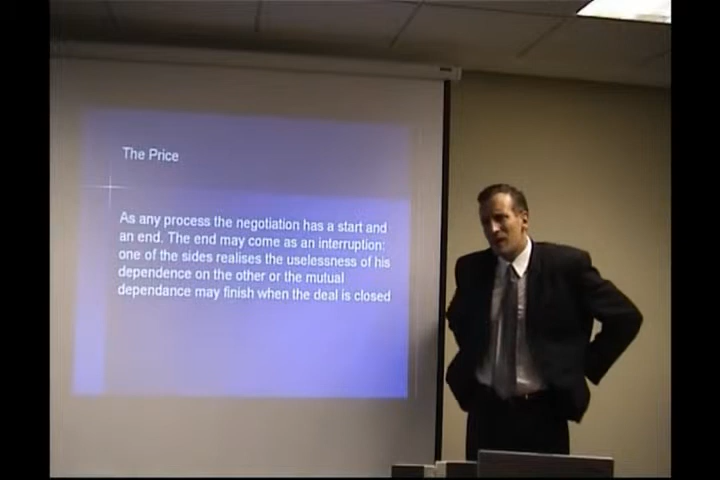 The Price
As any process the negotiation has a start and
an end. The end may come as an interruption:
one of the sides realises the uselessness of his
dependence on the other or the mutual
dependance may finish when the deal is closed